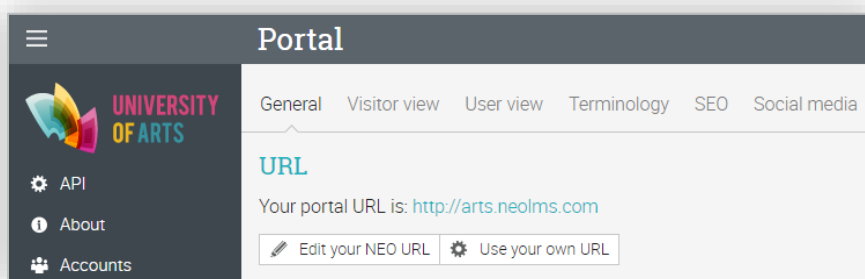 Portal
UNIVERSITY
OF ARTS
General Visitor view User view Terminology SEO Social media
URL
Your portal URL is: http://arts.neolms.com
Edit your NEO URL Use your own URL
API
About
Accounts